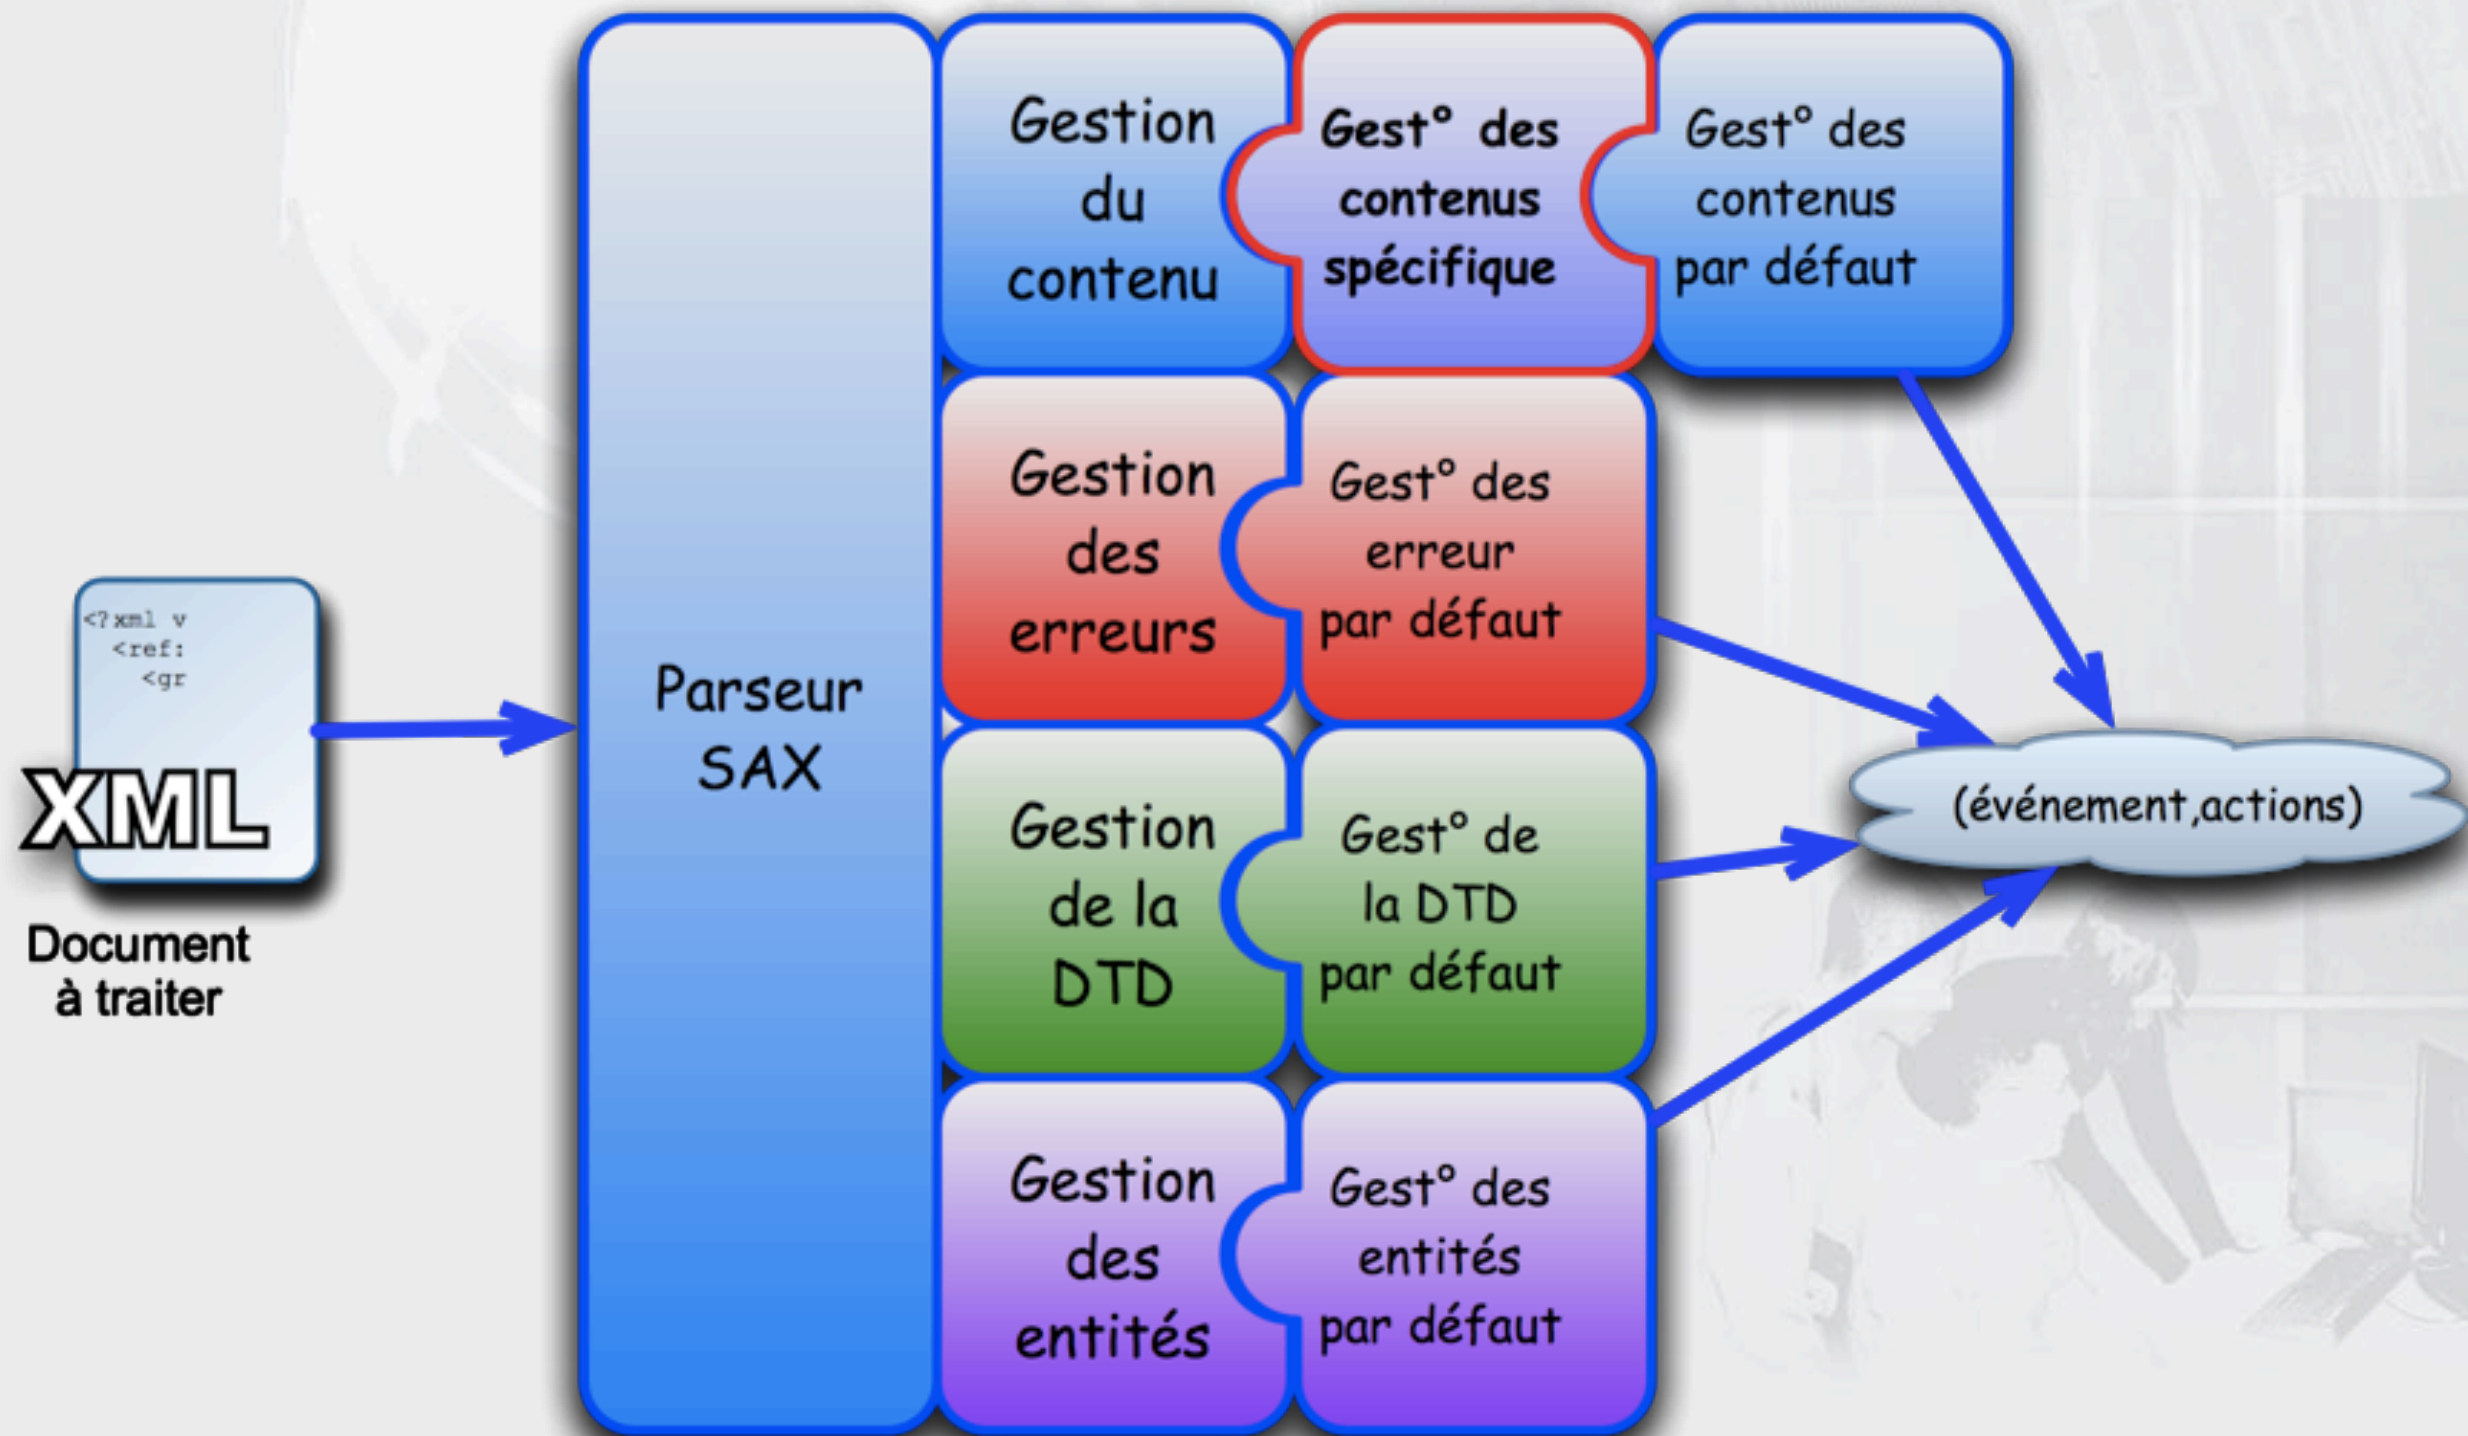 <?xml v
<ref:
<gr
XML
Document
à traiter
Parseur
SAX
Gestion
du
contenu
Gest° des
contenus
spécifique
Gest° des
contenus
par défaut
Gestion
des
erreurs
Gest° des
erreur
par défaut
Gestion
de la
DTD
Gest° de
la DTD
par défaut
Gestion
des
entités
Gest° des
entités
par défaut
(événement,actions)